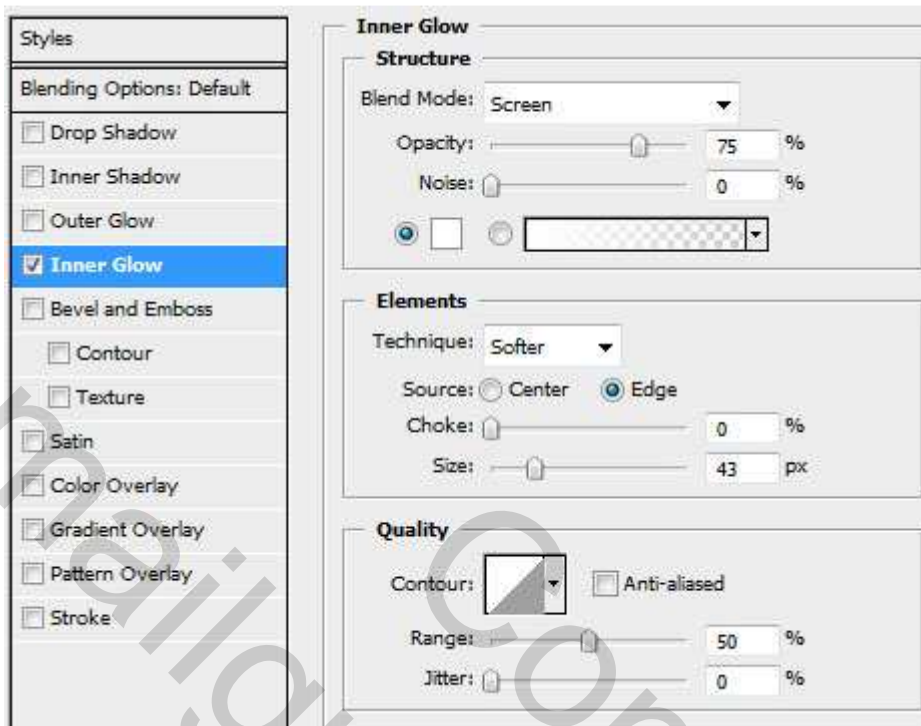 Styles
Blending Options: Default
Drop Shadow
Inner Shadow
Outer Glow
Inner Glow
Bevel and Emboss
Contour
Texture
Satin
Color Overlay
Gradient Overlay
Pattern Overlay
Stroke
Inner Glow
Structure
Blend Mode: Screen
Opacity: 75 %
Noise: 0 %
Elements
Technique: Softer
Source: Center Edge
Choke: 0 %
Size: 43 px
Quality
Contour: Anti-aliased
Range: 50 %
Jitter: 0 %